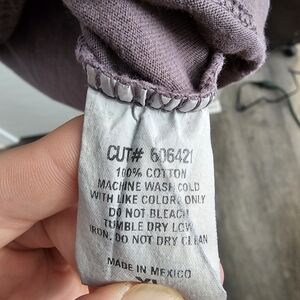 CUT# 606421
100% COTTON
MACHINE WASH COLD
WITH LIKE COLORS ONLY
DO NOT BLEACH
TUMBLE DRY LOW
IRON. DO NOT DRY CLEAN
MADE IN MEXICO
XL